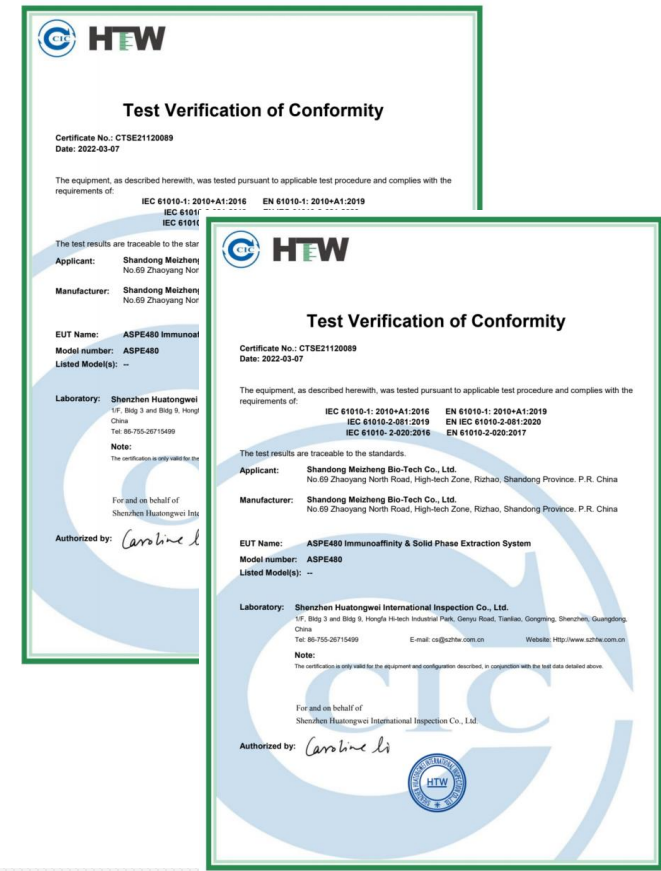 CIC HTW
Test Verification of Conformity
Certificate No.: CTSE21120089
Date: 2022-03-07
The equipment, as described herewith, was tested pursuant to applicable test procedure and complies with the
requirements of:
IEC 61010-1: 2010+A1:2016 EN 61010-1: 2010+A1:2019
IEC 6101
IEC 61010
The test results are traceable to the
Applicant: Shandong Meizheng
No.69 Zhaoyang
Manufacturer: Shandong Meizheng
No.69 Zhaoyang
EUT Name: ASPE480
Model number: ASPE480
Listed Model(s): --
Laboratory: Shenzhen Huatongwei
1/F, Bldg 3 and Bldg 9,
China
Tel: 86-755-26715499
Note:
The certification is only valid for the
For and on behalf of
Shenzhen Huatongwei
Authorized by: Caroline
CIC HTW
Test Verification of Conformity
Certificate No.: CTSE21120089
Date: 2022-03-07
The equipment, as described herewith, was tested pursuant to applicable test procedure and complies with the
requirements of:
IEC 61010-1: 2010+A1:2016 EN 61010-1: 2010+A1:2019
IEC 61010-2-081:2019 EN IEC 61010-2-081:2020
IEC 61010- 2-020:2016 EN 61010-2-020:2017
The test results are traceable to the standards.
Applicant: Shandong Meizheng Bio-Tech Co., Ltd.
No.69 Zhaoyang North Road, High-tech Zone, Rizhao, Shandong Province. P.R. China
Manufacturer: Shandong Meizheng Bio-Tech Co., Ltd.
No.69 Zhaoyang North Road, High-tech Zone, Rizhao, Shandong Province. P.R. China
EUT Name: ASPE480 Immunoaffinity & Solid Phase Extraction System
Model number: ASPE480
Listed Model(s): --
Laboratory: Shenzhen Huatongwei International Inspection Co., Ltd.
1/F, Bldg 3 and Bldg 9, Hongfa Hi-tech Industrial Park, Genyu Road, Tianliao, Gongming, Shenzhen, Guangdong,
China
Tel: 86-755-26715499 E-mail: cs@szhtw.com.cn Website: Http://www.szhtw.com.cn
Note:
The certification is only valid for the equipment and configuration described, in conjunction with the test data detailed above.
For and on behalf of
Shenzhen Huatongwei International Inspection Co., Ltd
Authorized by: Caroline li
HTW
CIC